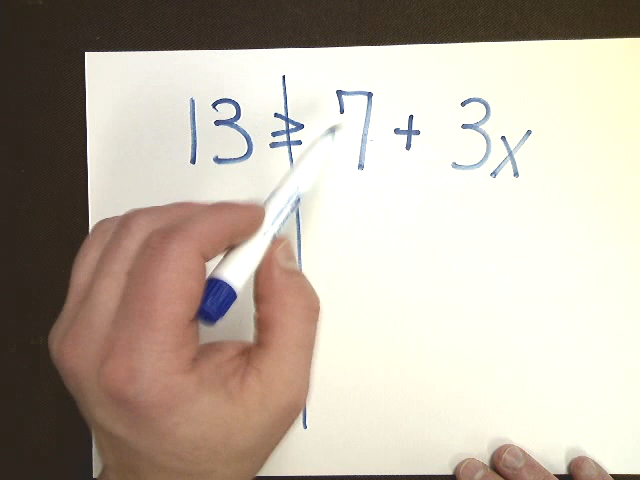 13 ≥ 7 + 3x